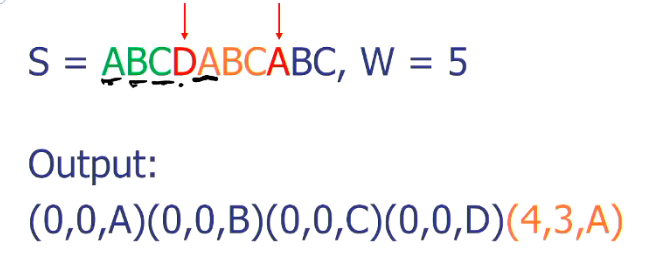 S = ABCDABCABC, W = 5
Output:
(0,0,A)(0,0,B)(0,0,C)(0,0,D)(4,3,A)